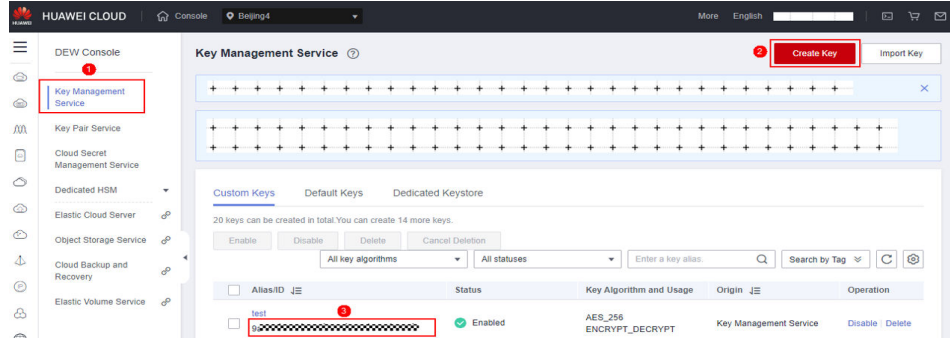 HUAWEI
HUAWEI CLOUD
Console
Beijing4
More
English
DEW Console
1
Key Management
Service
Key Pair Service
Cloud Secret
Management Service
Dedicated HSM
Elastic Cloud Server
Object Storage Service
Cloud Backup and
Recovery
Elastic Volume Service
Key Management Service
2
Create Key
Import Key
Custom Keys
Default Keys
Dedicated Keystore
20 keys can be created in total.You can create 14 more keys.
Enable
Disable
Delete
Cancel Deletion
All key algorithms
All statuses
Enter a key alias.
Search by Tag
Alias/ID
Status
Key Algorithm and Usage
Origin
Operation
test
3
9a
Enabled
AES_256
ENCRYPT_DECRYPT
Key Management Service
Disable
Delete